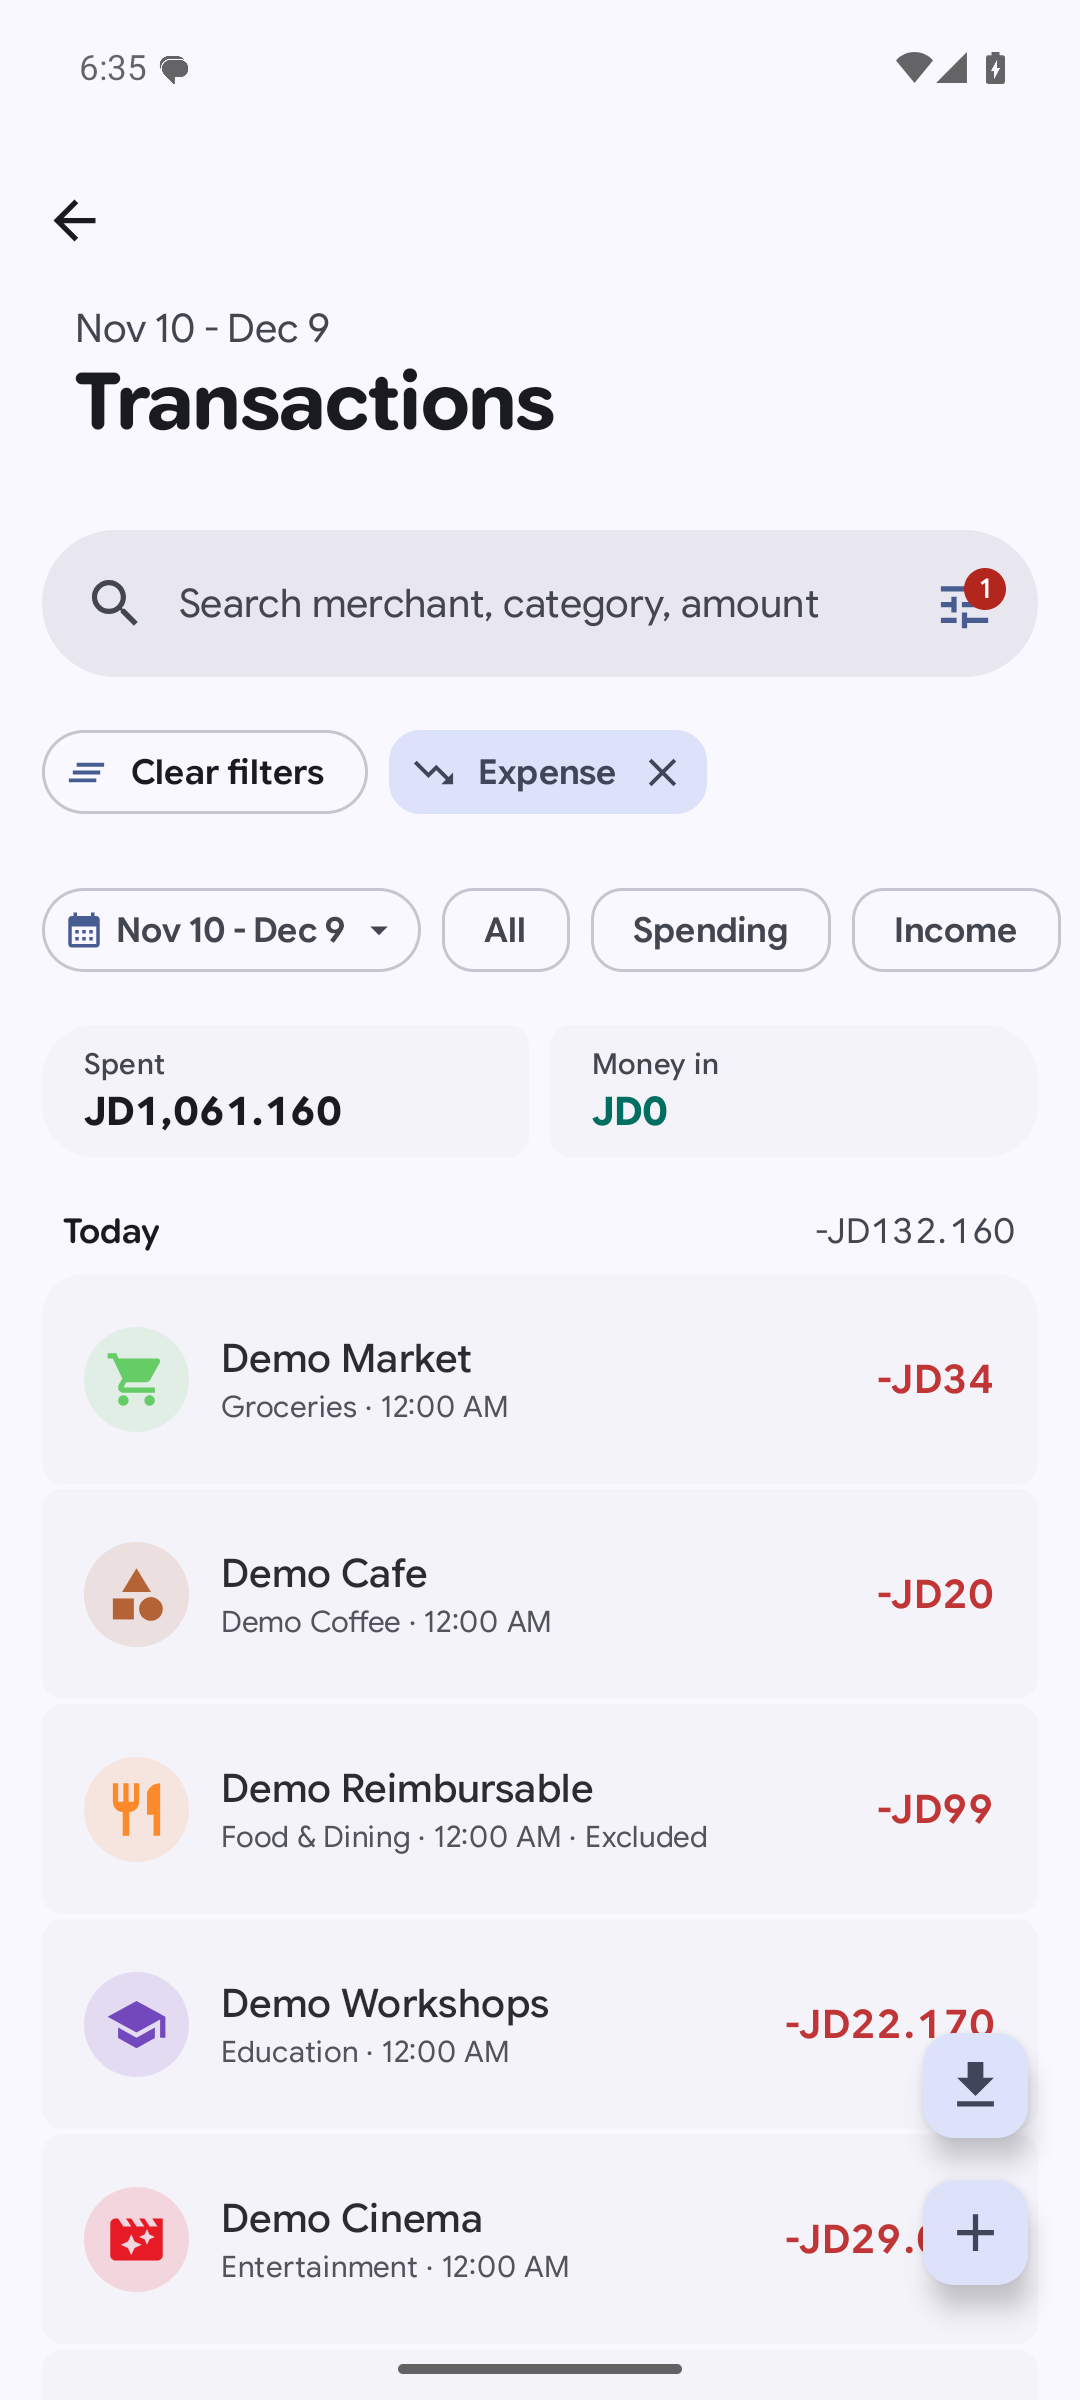 6:35
Nov 10 - Dec 9
Transactions
Search merchant, category, amount
1
Clear filters
Expense
Nov 10 - Dec 9
All
Spending
Income
Spent
JD1,061.160
Money in
JD0
Today
-JD132.160
Demo Market
-JD34
Groceries · 12:00 AM
Demo Cafe
-JD20
Demo Coffee · 12:00 AM
Demo Reimbursable
-JD99
Food & Dining · 12:00 AM · Excluded
Demo Workshops
-JD22.170
Education · 12:00 AM
Demo Cinema
Entertainment · 12:00 AM